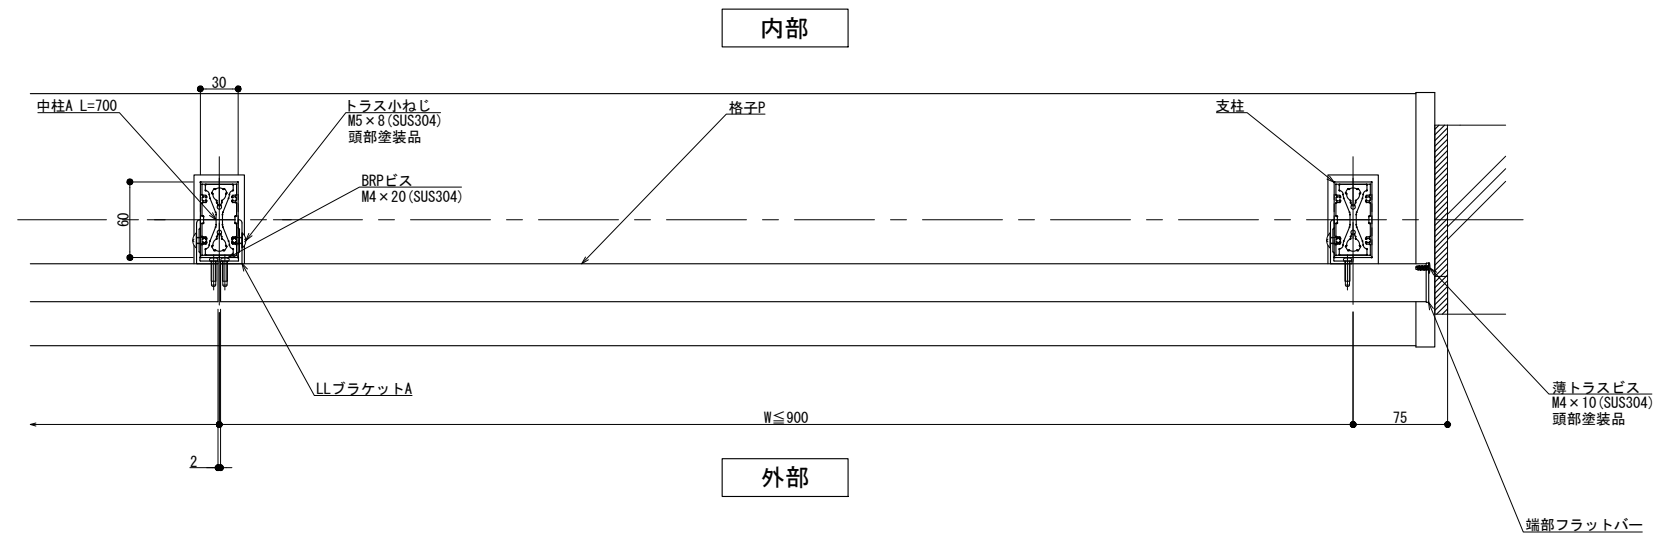 内部
30
中柱A L=700
トラス小ねじ
M5×8(SUS304)
頭部塗装品
格子P
支柱
BRPビス
M4×20(SUS304)
60
LLブラケットA
薄トラスビス
M4×10(SUS304)
頭部塗装品
W≦900
75
2
外部
端部フラットバー